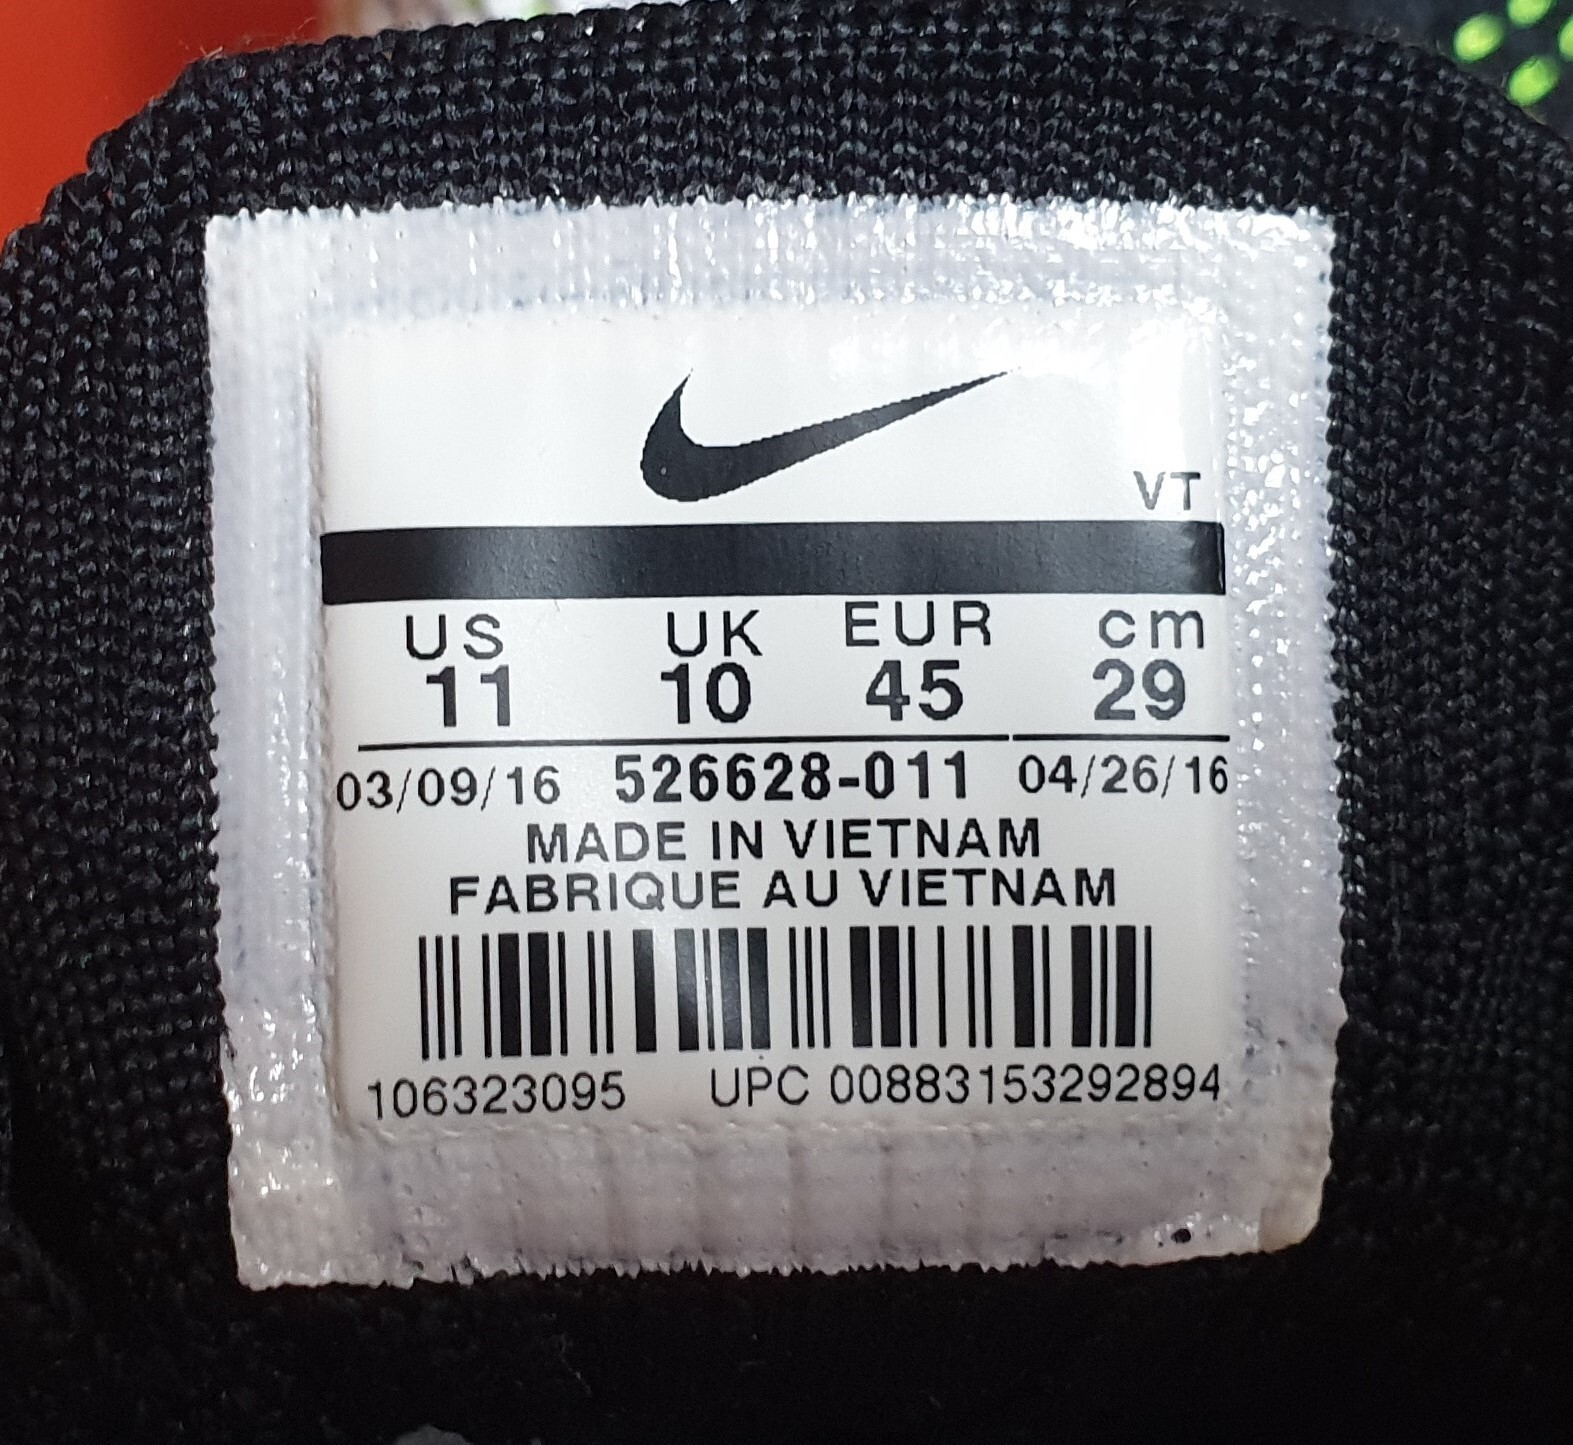 VT
US UK EUR cm
11 10 45 29
03/09/16 526628-011 04/26/16
MADE IN VIETNAM
FABRIQUE AU VIETNAM
106323095 UPC 00883153292894